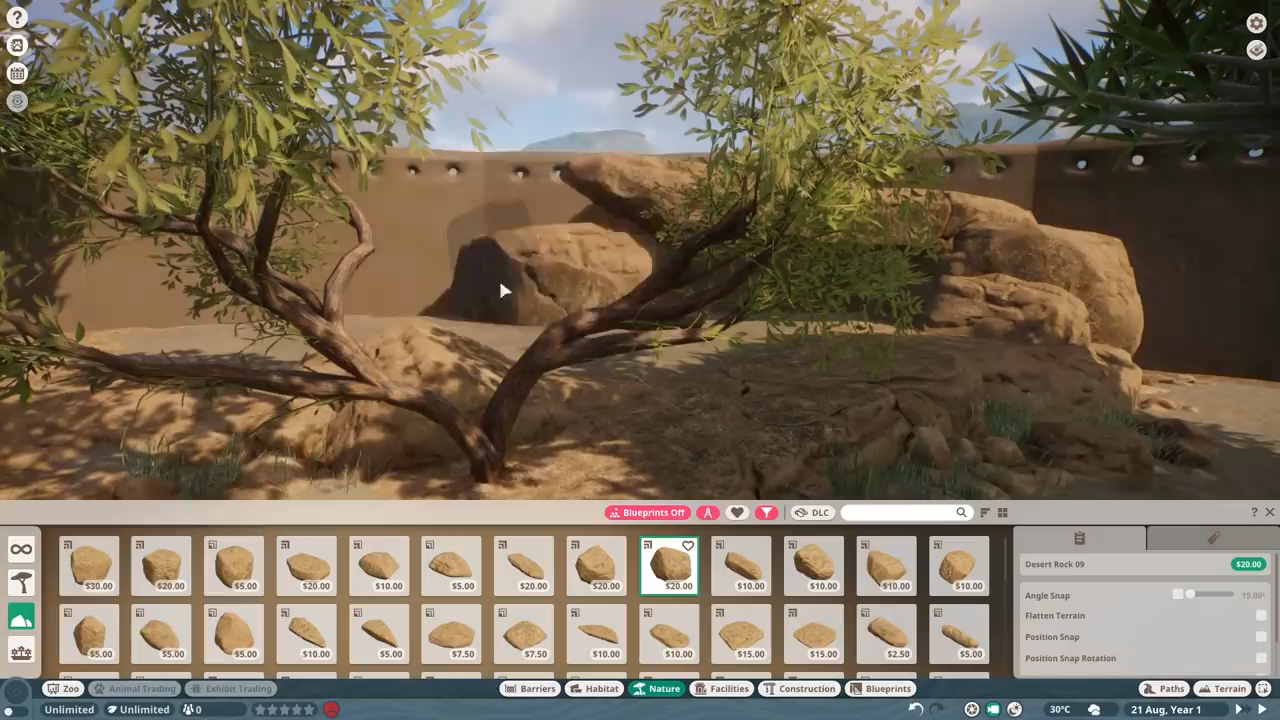 ?
Blueprints Off
DLC
? ×
$30.00 $20.00 $5.00 $20.00 $10.00 $5.00 $20.00 $20.00 $20.00 $10.00 $10.00 $10.00 $10.00
$5.00 $5.00 $5.00 $10.00 $5.00 $7.50 $7.50 $10.00 $10.00 $15.00 $15.00 $2.50 $5.00
Desert Rock 09 $20.00
Angle Snap 15.00°
Flatten Terrain
Position Snap
Position Snap Rotation
Zoo Animal Trading Exhibit Trading Barriers Habitat Nature Facilities Construction Blueprints Paths Terrain
Unlimited Unlimited 0 30°C 21 Aug, Year 1